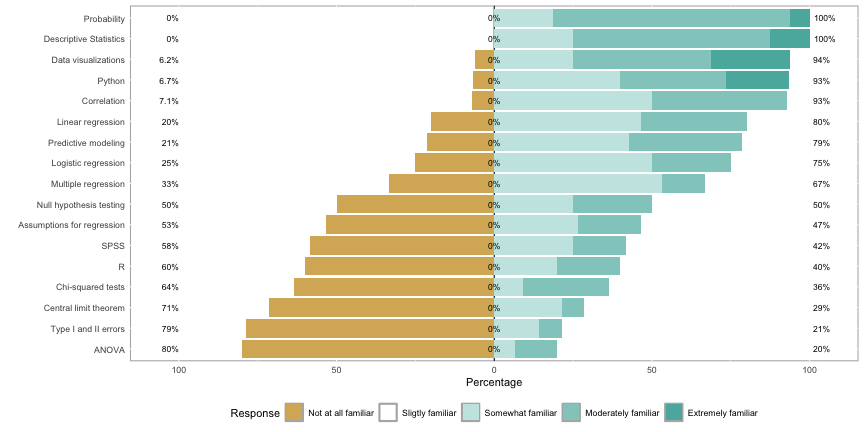 Probability 0% 0% 100%
Descriptive Statistics 0% 0% 100%
Data visualizations 6.2% 0% 94%
Python 6.7% 0% 93%
Correlation 7.1% 0% 93%
Linear regression 20% 0% 80%
Predictive modeling 21% 0% 79%
Logistic regression 25% 0% 75%
Multiple regression 33% 0% 67%
Null hypothesis testing 50% 0% 50%
Assumptions for regression 53% 0% 47%
SPSS 58% 0% 42%
R 60% 0% 40%
Chi-squared tests 64% 0% 36%
Central limit theorem 71% 0% 29%
Type I and II errors 79% 0% 21%
ANOVA 80% 0% 20%
100 50 0 50 100
Percentage
Response Not at all familiar Sligtly familiar Somewhat familiar Moderately familiar Extremely familiar